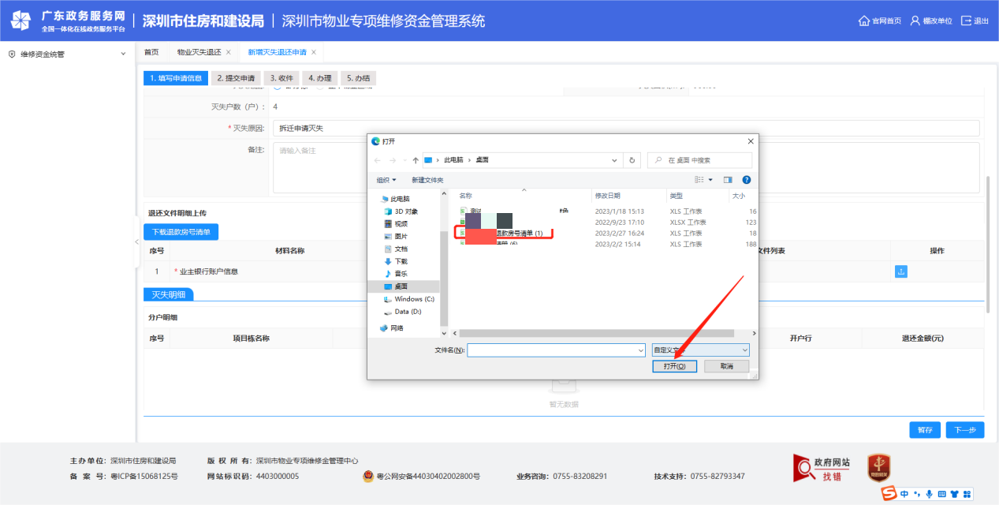 广东政务服务网
全国一体化在线政务服务平台
深圳市住房和建设局
深圳市物业专项维修资金管理系统
官网首页 棚改单位 退出
维修资金统管
首页 物业灭失退还 新增灭失退还申请
1. 填写申请信息 2. 提交申请 3. 收件 4. 办理 5. 办结
灭失户数（户）: 4
* 灭失原因: 拆迁申请灭失
备注: 请输入备注
退还文件明细上传
下载退款房号清单
序号 材料名称 文件列表 操作
1 * 业主银行账户信息
灭失明细
分户明细
序号 项目栋名称 开户行 退还金额(元)
暂无数据
暂存 下一步
打开
此电脑 桌面
在 桌面 中搜索
组织 新建文件夹
此电脑
3D 对象
视频
图片
文档
下载
音乐
桌面
Windows (C:)
Data (D:)
网络
名称 修改日期 类型 大小
2023/1/18 15:13 XLS 工作表 16
2022/9/23 17:10 XLSX 工作表 123
退款房号清单 (1) 2023/2/27 16:24 XLS 工作表 18
(6) 2023/2/2 15:14 XLS 工作表 188
文件名(N):
自定义文件
打开(O) 取消
主办单位: 深圳市住房和建设局 版权所有: 深圳市物业专项维修金管理中心
备案号: 粤ICP备15068125号 网站标识码: 4403000005 粤公网安备44030402002800号 业务咨询: 0755-83208291 技术支持: 0755-82793347
政府网站
找错
中